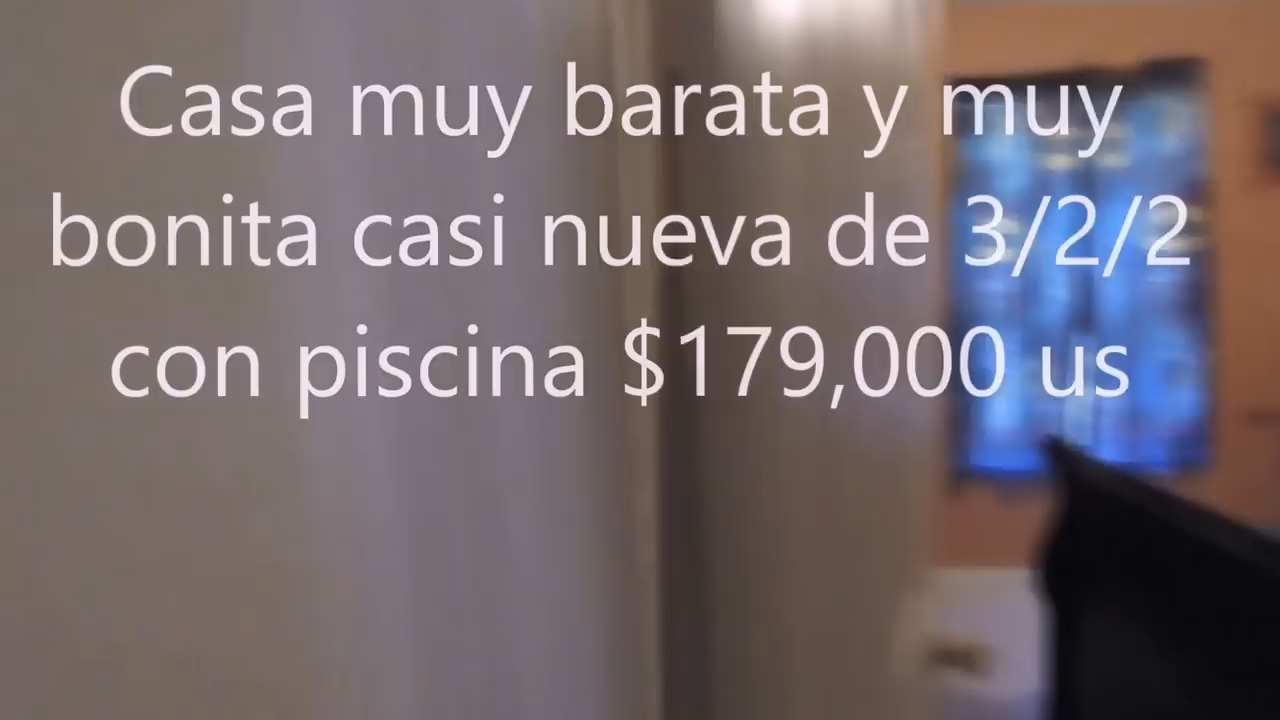 Casa muy barata y muy
bonita casi nueva de 3/2/2
con piscina $179,000 us